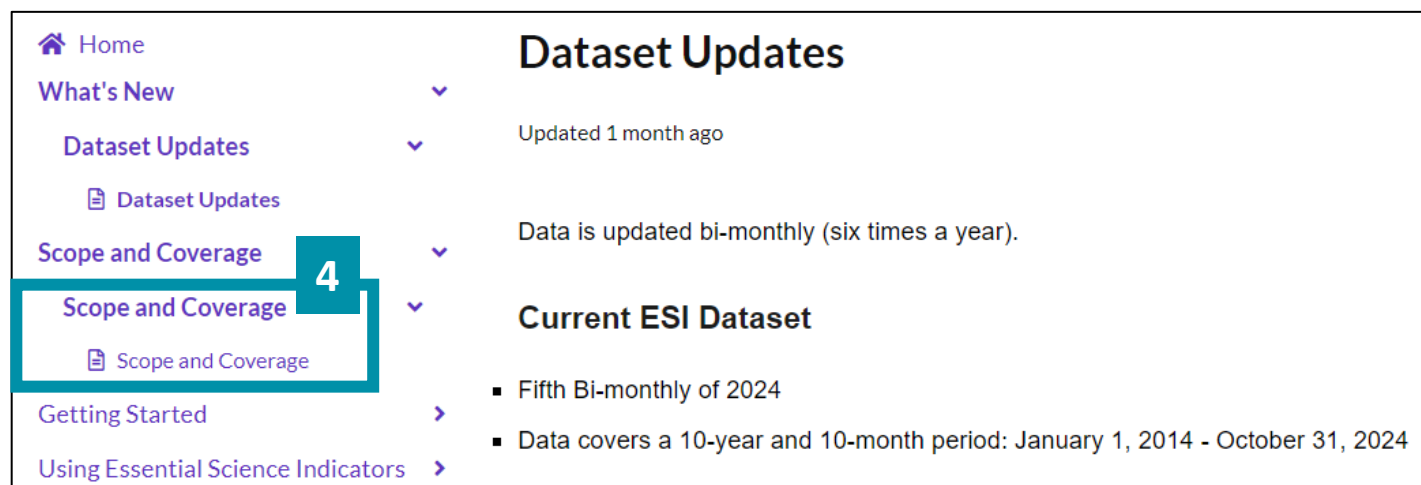 Home
What's New
Dataset Updates
Dataset Updates
Scope and Coverage
4
Scope and Coverage
Scope and Coverage
Getting Started
Using Essential Science Indicators
Dataset Updates
Updated 1 month ago
Data is updated bi-monthly (six times a year).
Current ESI Dataset
▪ Fifth Bi-monthly of 2024
▪ Data covers a 10-year and 10-month period: January 1, 2014 - October 31, 2024